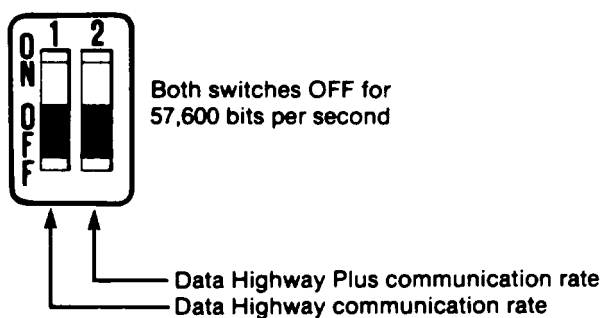 1 2
ON
OFF
Both switches OFF for
57,600 bits per second
Data Highway Plus communication rate
Data Highway communication rate